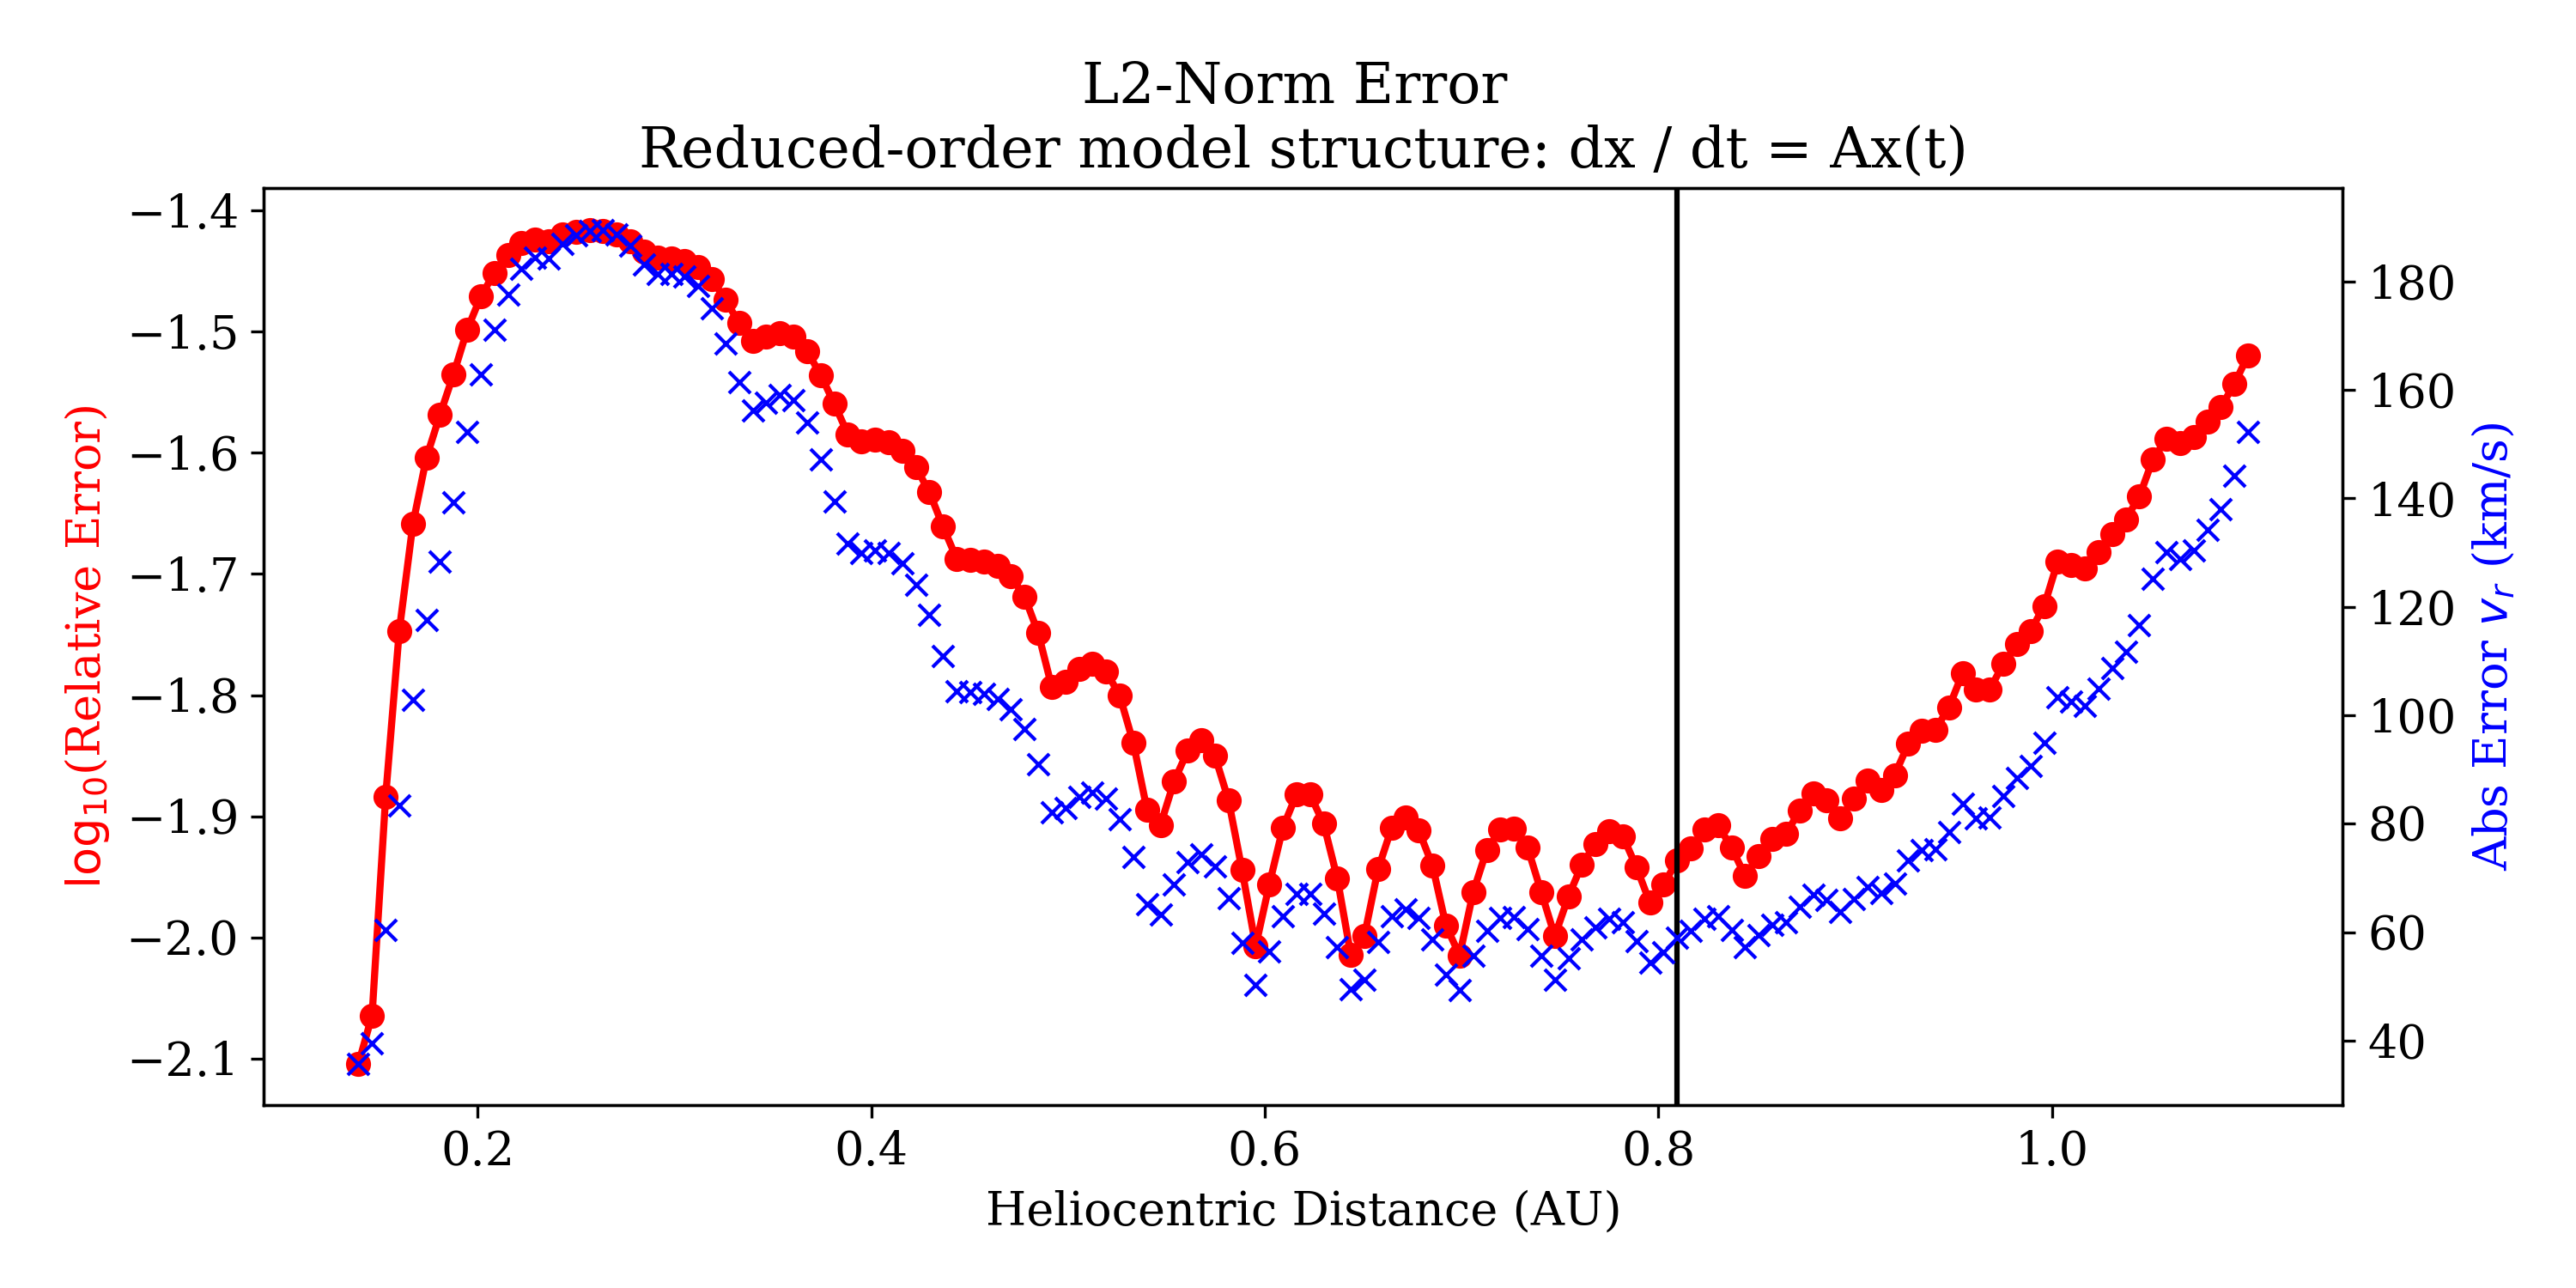 L2-Norm Error
Reduced-order model structure: dx / dt = Ax(t)
−1.4
−1.5
−1.6
−1.7
−1.8
−1.9
−2.0
−2.1
log₁₀(Relative Error)
180
160
140
120
100
80
60
40
Abs Error vᵣ (km/s)
0.2 0.4 0.6 0.8 1.0
Heliocentric Distance (AU)